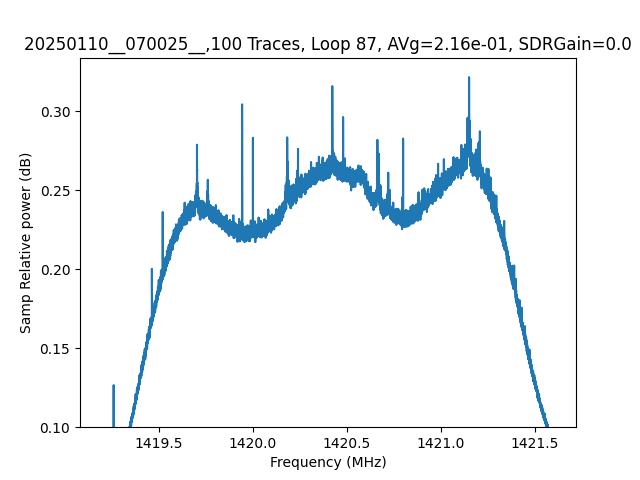 20250110__070025__,100 Traces, Loop 87, AVg=2.16e-01, SDRGain=0.0
0.30
0.25
0.20
0.15
0.10
Samp Relative power (dB)
1419.5 1420.0 1420.5 1421.0 1421.5
Frequency (MHz)